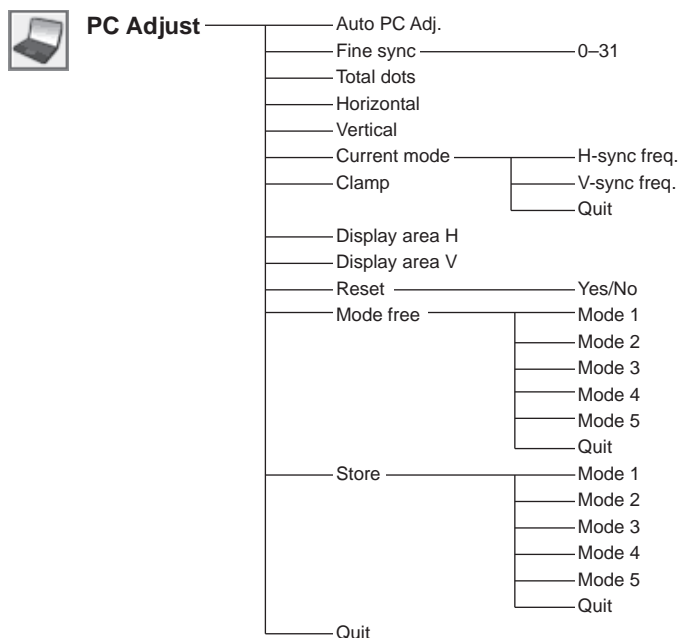 PC Adjust
Auto PC Adj.
Fine sync 0–31
Total dots
Horizontal
Vertical
Current mode H-sync freq.
Clamp V-sync freq.
Quit
Display area H
Display area V
Reset Yes/No
Mode free Mode 1
Mode 2
Mode 3
Mode 4
Mode 5
Quit
Store Mode 1
Mode 2
Mode 3
Mode 4
Mode 5
Quit
Quit